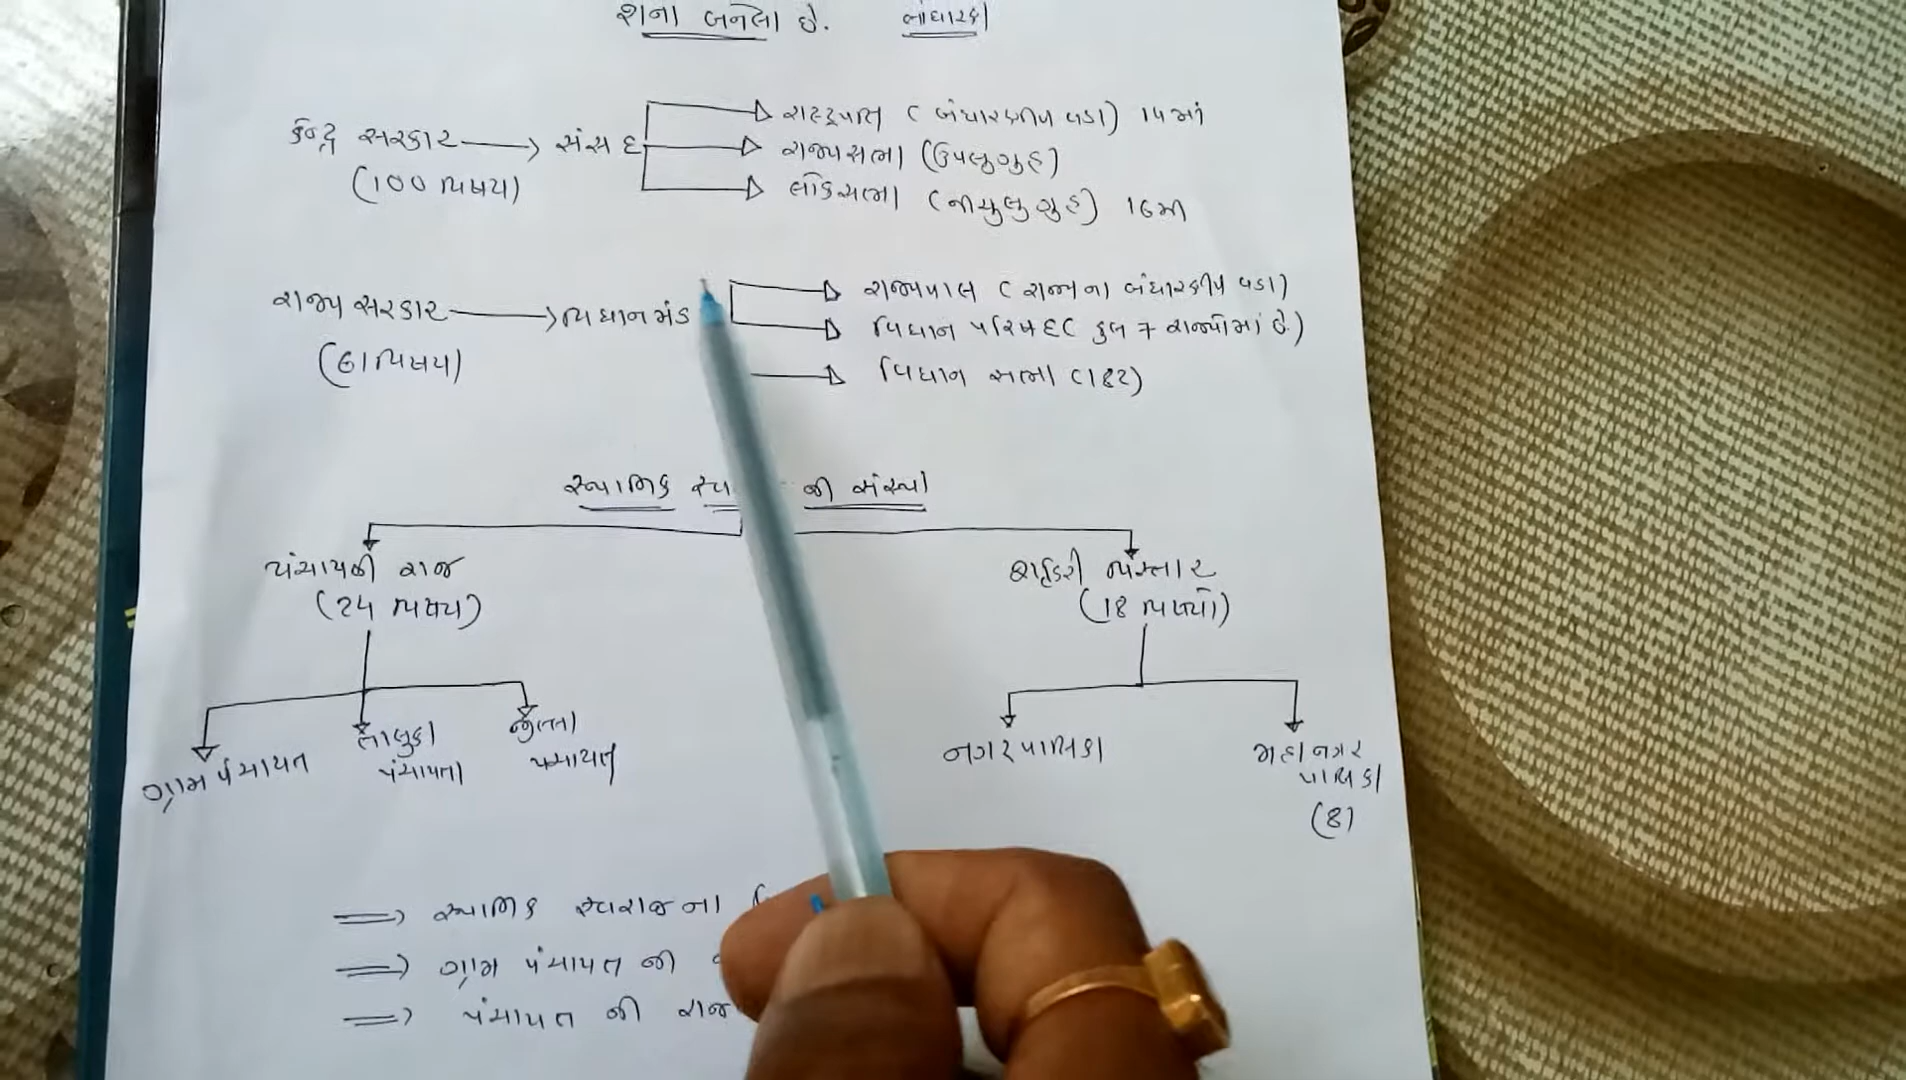 શના બનેલા છે. બાંધારણ
કેન્દ્ર સરકાર સંસદ રાષ્ટ્રપતિ (બંધારણીય વડા) 14માં
(100 વિષય) રાજ્યસભા (ઉપલુગૃહ)
લોકસભા (નીચુલુ ગૃહ) 16મી
રાજ્ય સરકાર વિધાનમંડ રાજ્યપાલ (રાજ્યના બંધારણીય વડા)
(61 વિષય) વિધાન પરિષદ (કુલ 7 રાજ્યોમાં છે.)
વિધાન સભા (182)
સ્થાનિક સ્વ ની સંસ્થા
પંચાયતી રાજ શહેરી વિસ્તાર
(24 વિષય) (18 વિષયો)
ગ્રામ પંચાયત તાલુકા પંચાયત જીલ્લા પંચાયત નગરપાલિકા મહાનગર પાલિકા
(8)
સ્થાનિક સ્વરાજના
ગ્રામ પંચાયત ની
પંચાયત ની રાજ